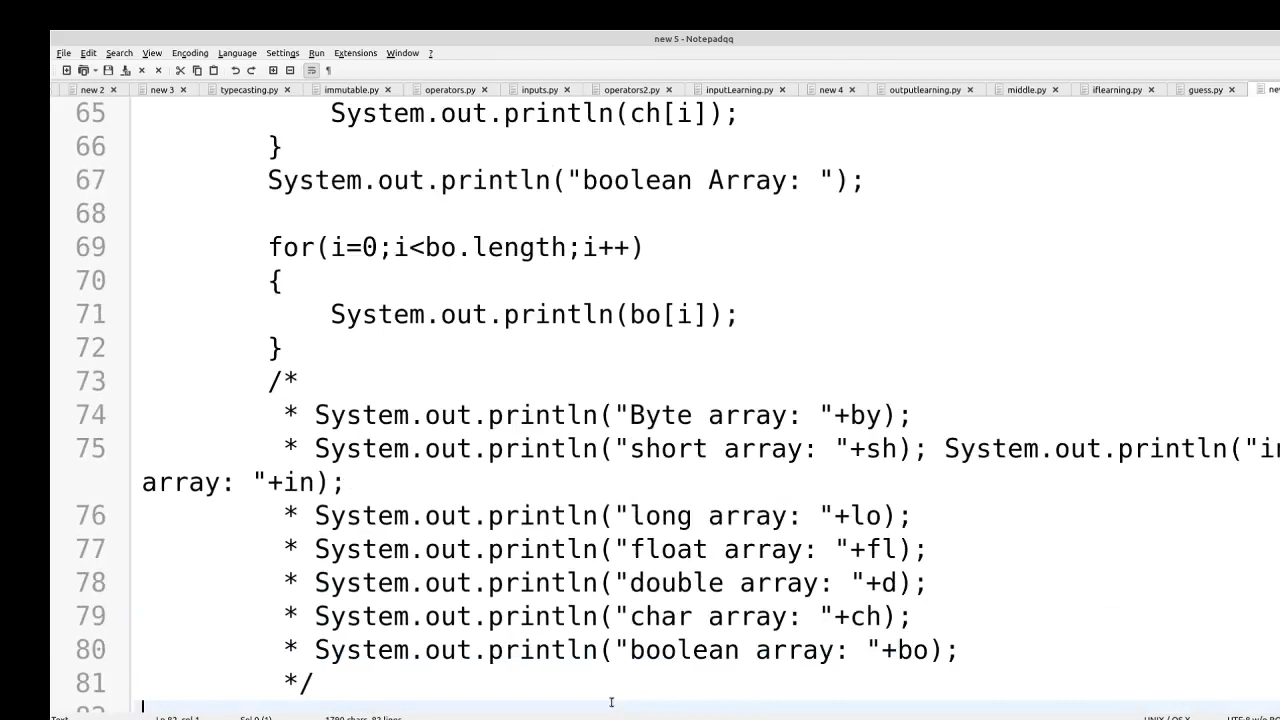 new 5 - Notepadqq
File Edit Search View Encoding Language Settings Run Extensions Window ?
new 2 new 3 typecasting.py immutable.py operators.py inputs.py operators2.py inputLearning.py new 4 outputlearning.py middle.py iflearning.py guess.py
65 System.out.println(ch[i]);
66 }
67 System.out.println("boolean Array: ");
68
69 for(i=0;i<bo.length;i++)
70 {
71 System.out.println(bo[i]);
72 }
73 /*
74 * System.out.println("Byte array: "+by);
75 * System.out.println("short array: "+sh); System.out.println("in
array: "+in);
76 * System.out.println("long array: "+lo);
77 * System.out.println("float array: "+fl);
78 * System.out.println("double array: "+d);
79 * System.out.println("char array: "+ch);
80 * System.out.println("boolean array: "+bo);
81 */